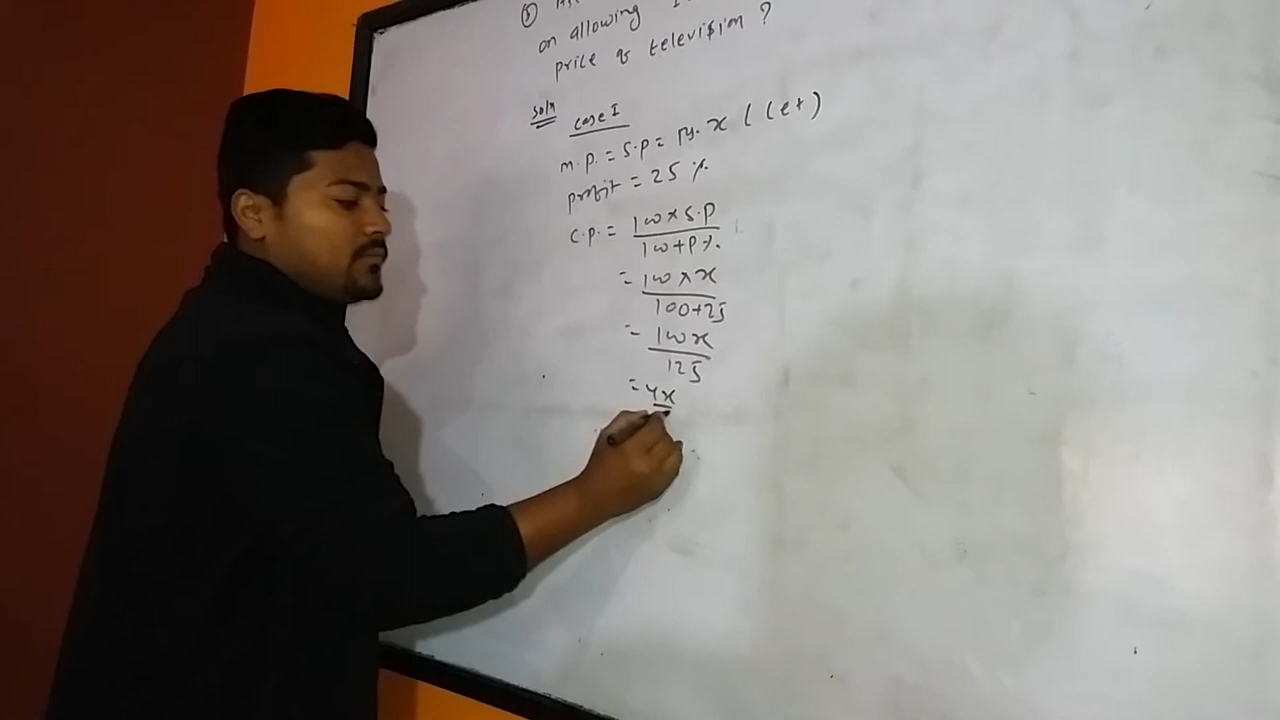 on allowing
price of television ?
Soln
case I
m.p. = S.p = Rs. x ( let )
profit = 25 %.
C.p. = 100 x S.p / 100 + P %.
= 100 x x / 100+25
= 100x / 125
= 4x